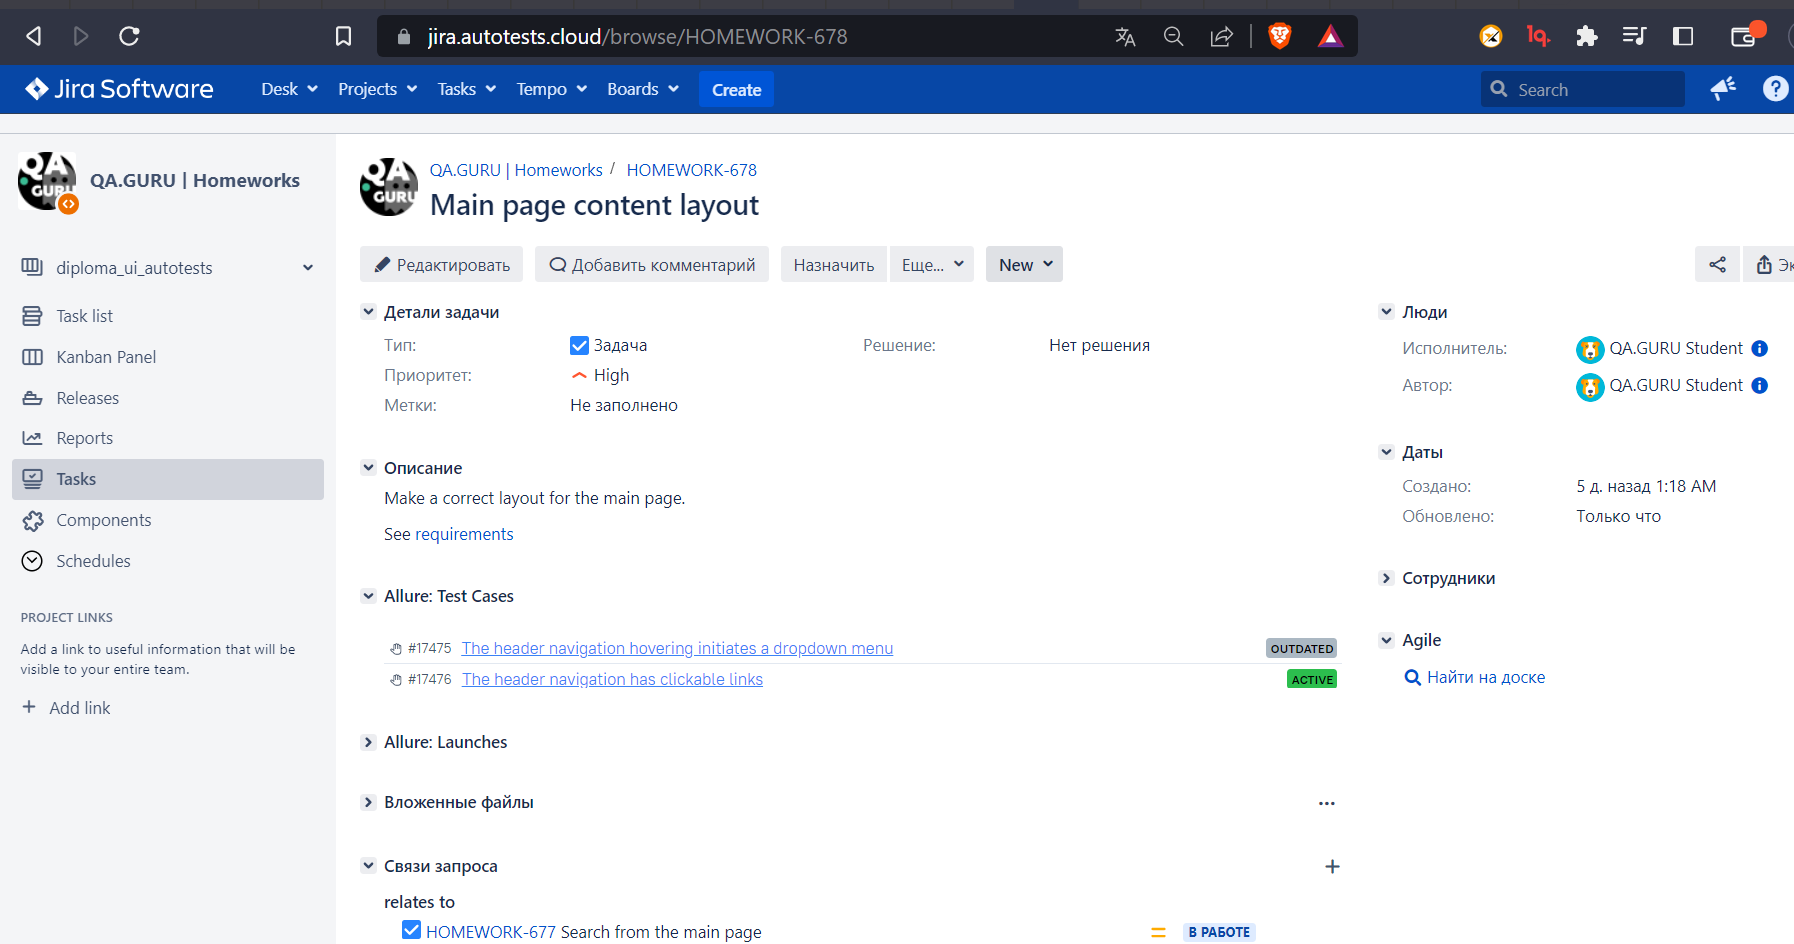 jira.autotests.cloud/browse/HOMEWORK-678
Jira Software
Desk
Projects
Tasks
Tempo
Boards
Create
Search
QA.GURU | Homeworks
diploma_ui_autotests
Task list
Kanban Panel
Releases
Reports
Tasks
Components
Schedules
PROJECT LINKS
Add a link to useful information that will be
visible to your entire team.
Add link
QA.GURU | Homeworks / HOMEWORK-678
Main page content layout
Редактировать
Добавить комментарий
Назначить
Еще...
New
Эк
Детали задачи
Тип: Задача
Решение: Нет решения
Приоритет: High
Метки: Не заполнено
Описание
Make a correct layout for the main page.
See requirements
Allure: Test Cases
#17475 The header navigation hovering initiates a dropdown menu OUTDATED
#17476 The header navigation has clickable links ACTIVE
Allure: Launches
Вложенные файлы
Связи запроса
relates to
HOMEWORK-677 Search from the main page В РАБОТЕ
Люди
Исполнитель: QA.GURU Student
Автор: QA.GURU Student
Даты
Создано: 5 д. назад 1:18 AM
Обновлено: Только что
Сотрудники
Agile
Найти на доске